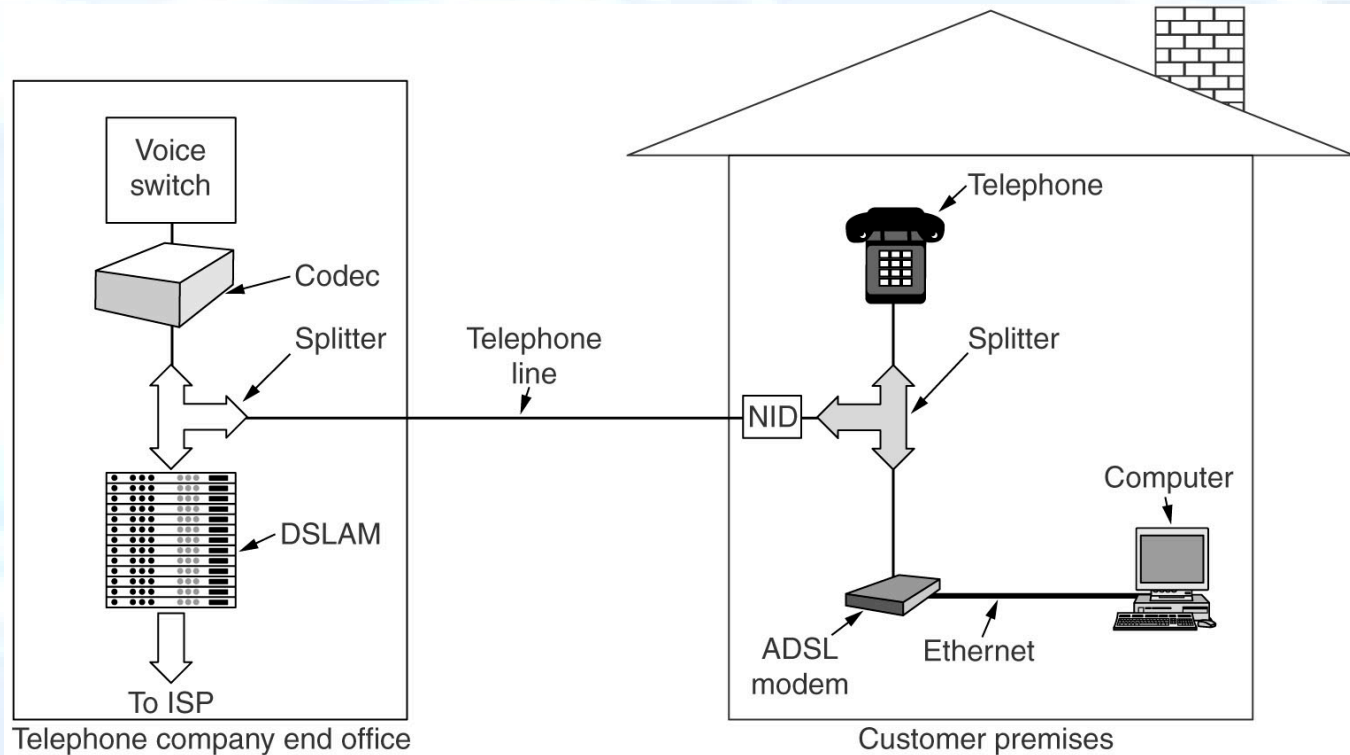 Voice
switch
Codec
Splitter
DSLAM
To ISP
Telephone company end office
Telephone
line
NID
Telephone
Splitter
Computer
ADSL
modem
Ethernet
Customer premises